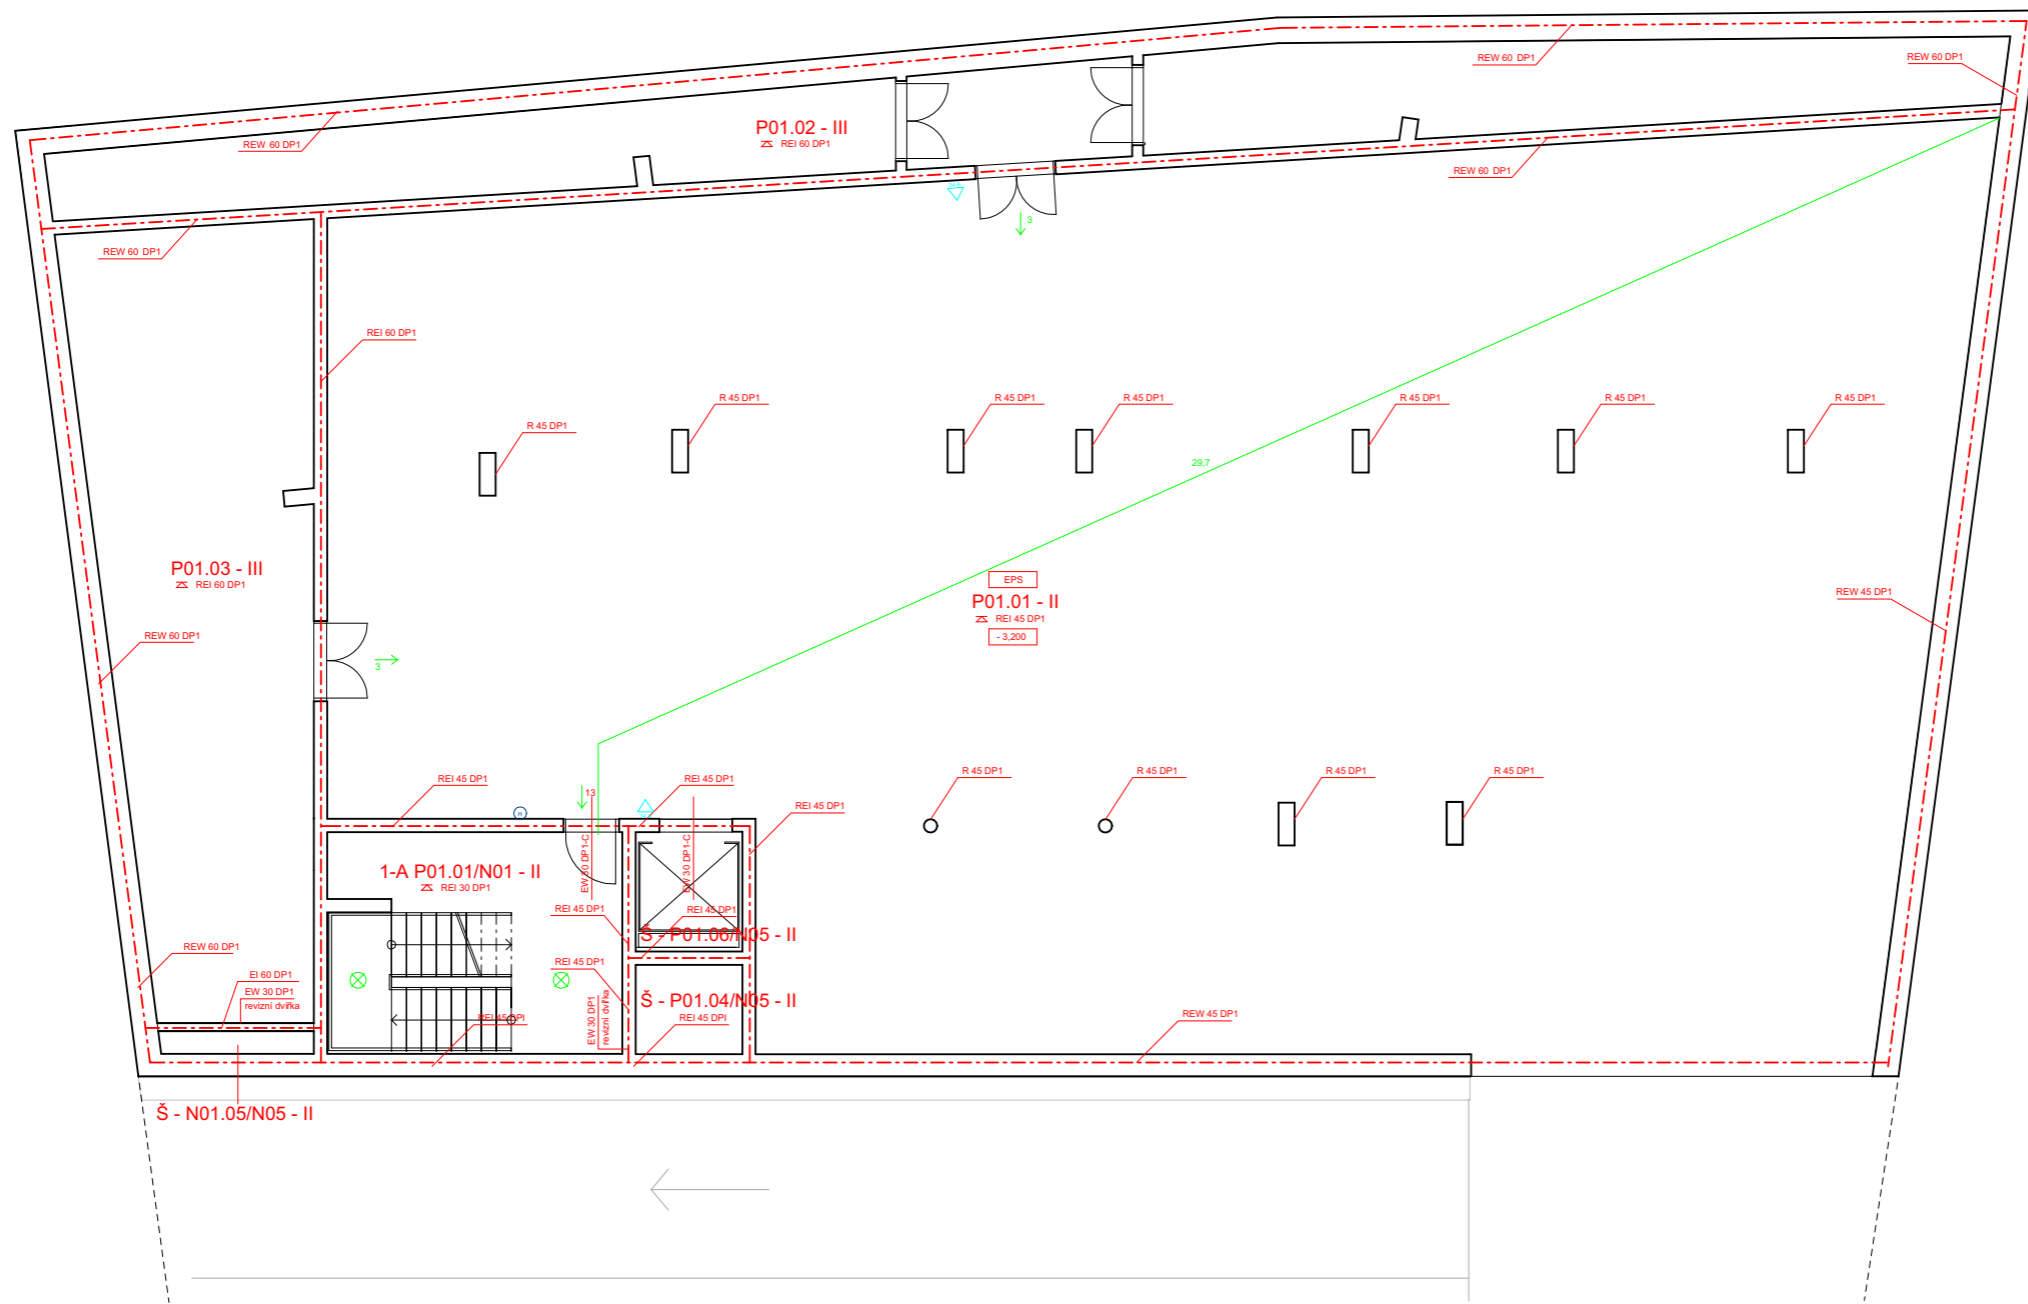 REW 60 DP1
REW 60 DP1
P01.02 - III
REI 60 DP1
REW 60 DP1
REW 60 DP1
REW 60 DP1
3
REI 60 DP1
R 45 DP1
R 45 DP1
R 45 DP1
R 45 DP1
R 45 DP1
R 45 DP1
R 45 DP1
29,7
P01.03 - III
REI 60 DP1
EPS
P01.01 - II
REI 45 DP1
- 3,200
REW 45 DP1
REW 60 DP1
3
REI 45 DP1
13
REI 45 DP1
REI 45 DP1
R 45 DP1
R 45 DP1
R 45 DP1
R 45 DP1
H
EW 30 DP1-C
EW 30 DP1-C
1-A P01.01/N01 - II
REI 30 DP1
REI 45 DP1
REI 45 DP1
Š - P01.06/N05 - II
REW 60 DP1
REI 45 DP1
EI 60 DP1
EW 30 DP1
revizní dvířka
Š - P01.04/N05 - II
EW 30 DP1
revizní dvířka
REI 45 DPI
REI 45 DPI
REW 45 DP1
Š - N01.05/N05 - II